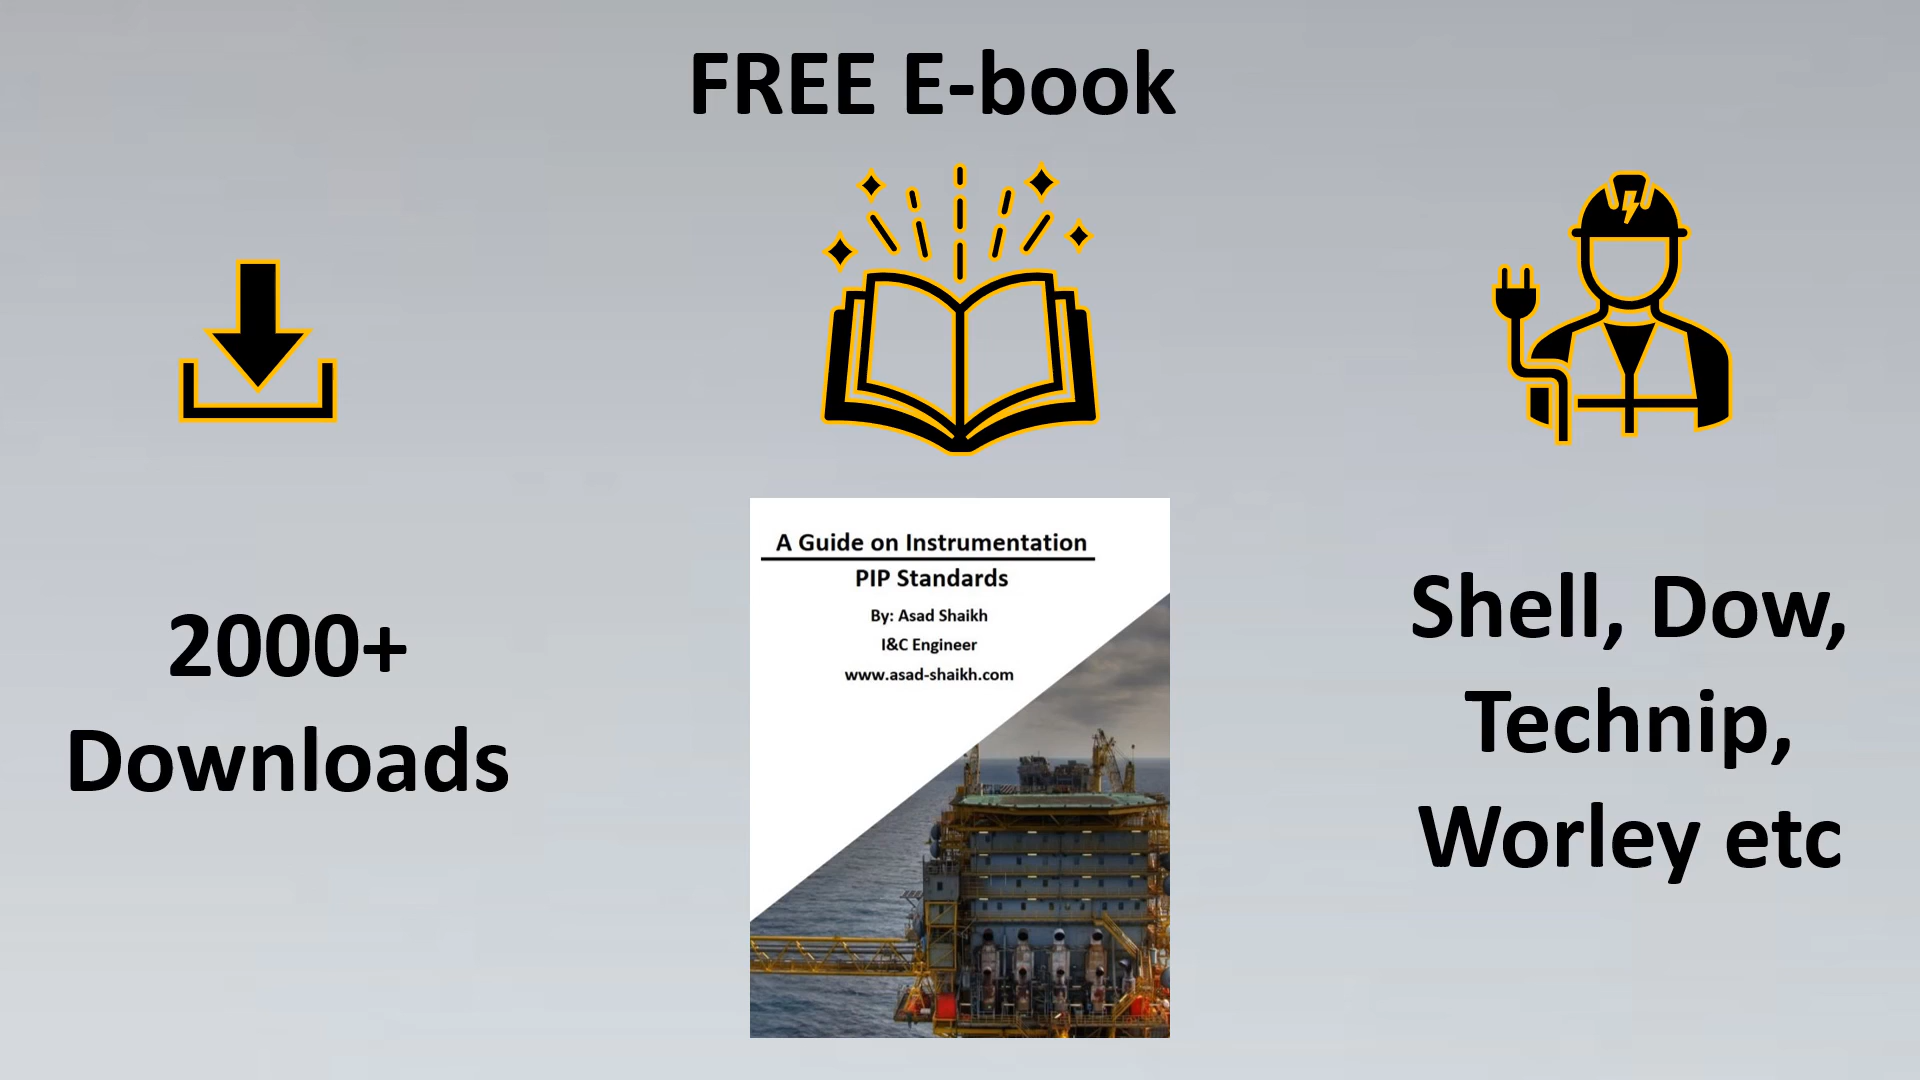 FREE E-book
2000+
Downloads
A Guide on Instrumentation
PIP Standards
By: Asad Shaikh
I&C Engineer
www.asad-shaikh.com
Shell, Dow,
Technip,
Worley etc